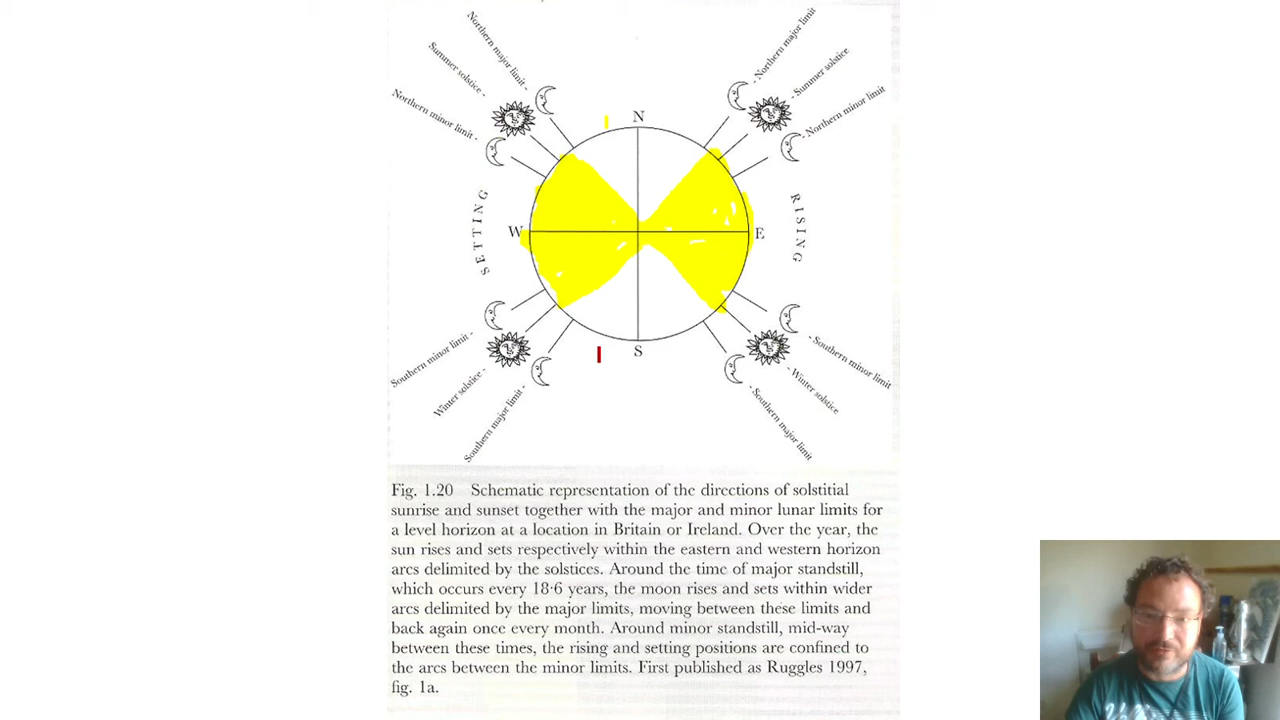 Northern major limit -
Summer solstice -
Northern minor limit -
- Northern major limit
- Summer solstice
- Northern minor limit
N
SETTING
W
E
RISING
S
Southern minor limit -
Winter solstice -
Southern major limit -
- Southern minor limit
- Winter solstice
- Southern major limit
Fig. 1.20 Schematic representation of the directions of solstitial
sunrise and sunset together with the major and minor lunar limits for
a level horizon at a location in Britain or Ireland. Over the year, the
sun rises and sets respectively within the eastern and western horizon
arcs delimited by the solstices. Around the time of major standstill,
which occurs every 18·6 years, the moon rises and sets within wider
arcs delimited by the major limits, moving between these limits and
back again once every month. Around minor standstill, mid-way
between these times, the rising and setting positions are confined to
the arcs between the minor limits. First published as Ruggles 1997,
fig. 1a.